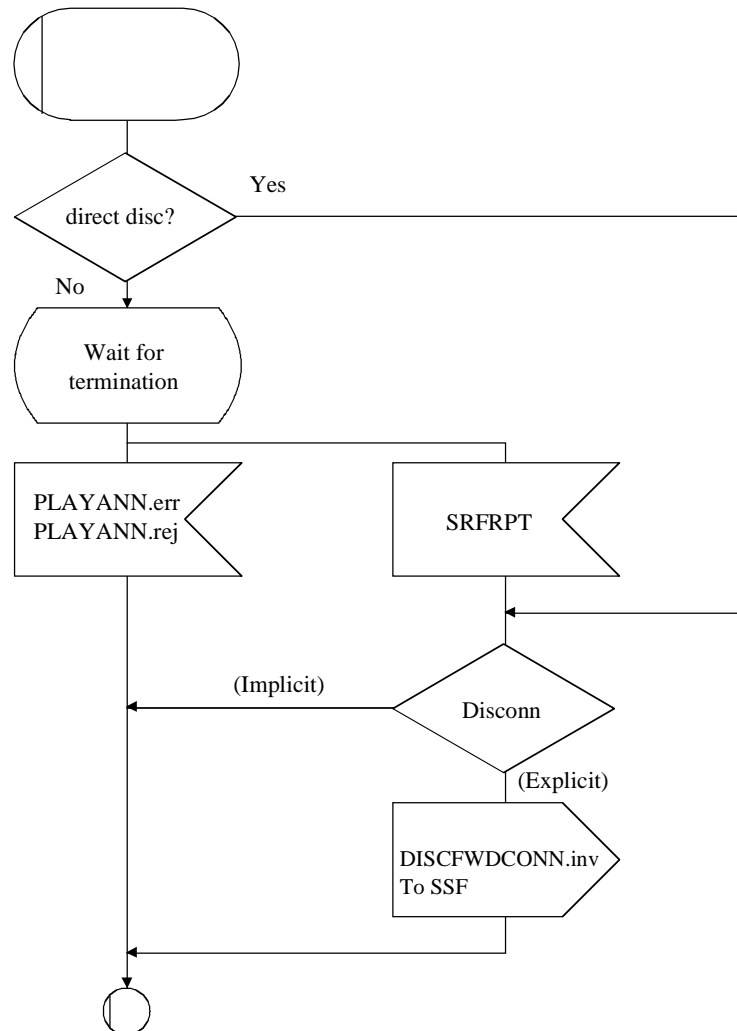 Yes
direct disc?
No
Wait for
termination
PLAYANN.err
PLAYANN.rej
SRFRPT
(Implicit)
Disconn
(Explicit)
DISCFWDCONN.inv
To SSF